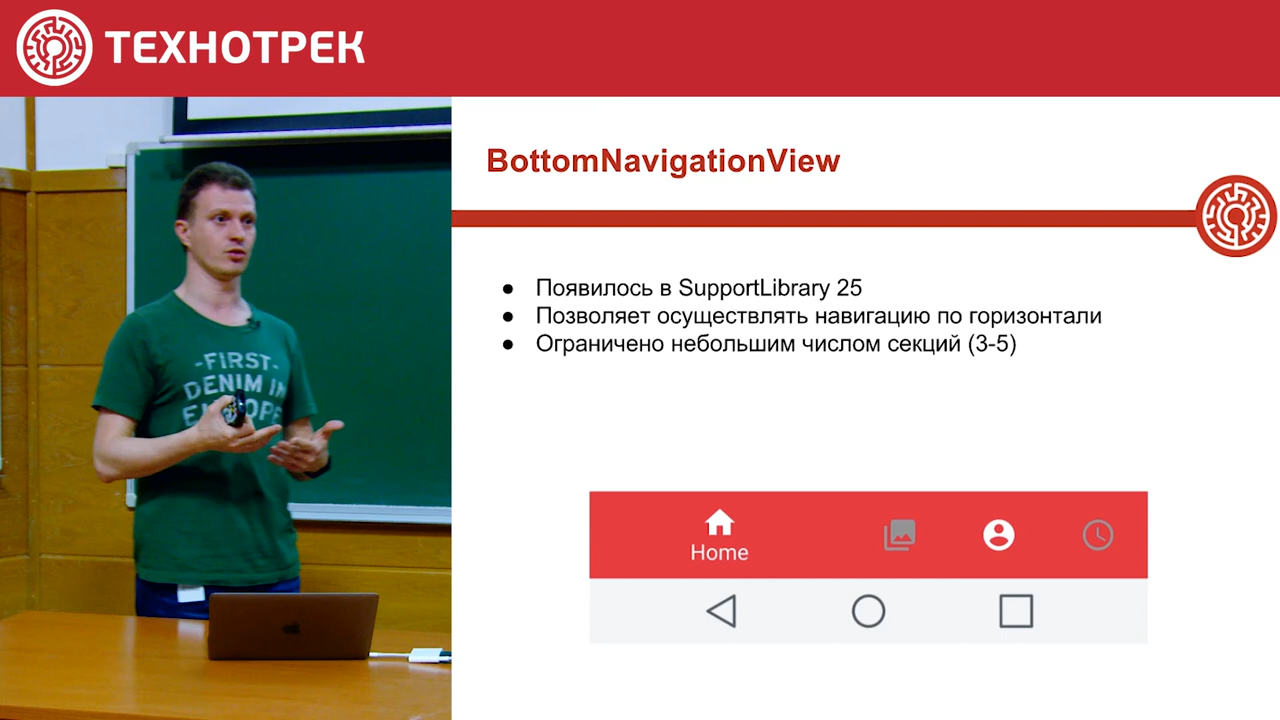 ТЕХНОТРЕК
BottomNavigationView
● Появилось в SupportLibrary 25
● Позволяет осуществлять навигацию по горизонтали
● Ограничено небольшим числом секций (3-5)
Home
-FIRST-
DENIM IN